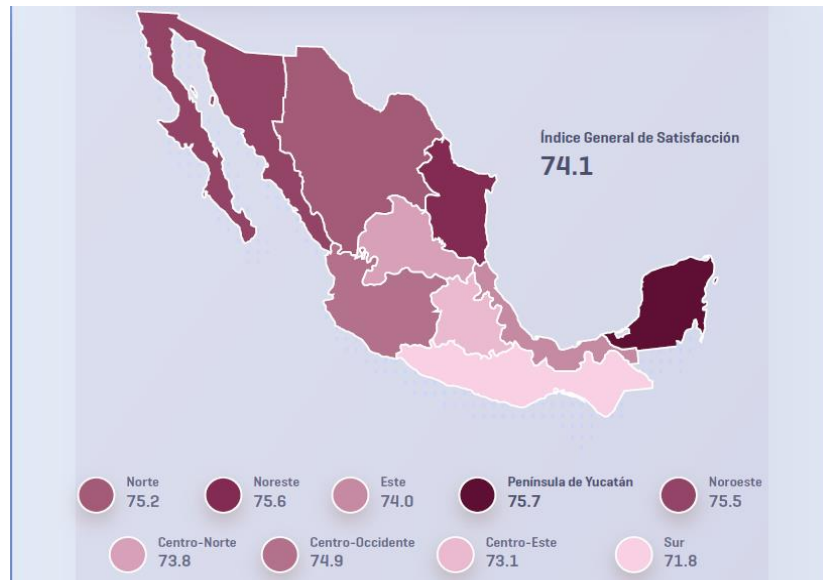 Índice General de Satisfacción
74.1
Norte
75.2
Noreste
75.6
Este
74.0
Península de Yucatán
75.7
Noroeste
75.5
Centro-Norte
73.8
Centro-Occidente
74.9
Centro-Este
73.1
Sur
71.8